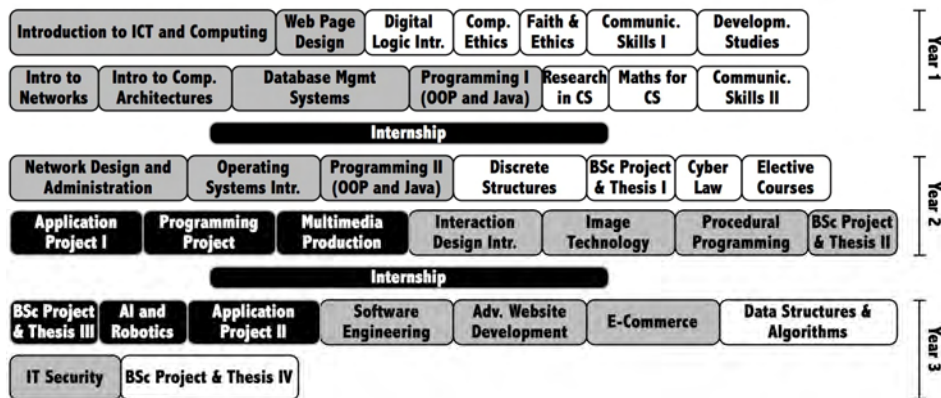 Introduction to ICT and Computing
Web Page
Design
Digital
Logic Intr.
Comp.
Ethics
Faith &
Ethics
Communic.
Skills I
Developm.
Studies
Intro to
Networks
Intro to Comp.
Architectures
Database Mgmt
Systems
Programming I
(OOP and Java)
Research
in CS
Maths for
CS
Communic.
Skills II
Year 1
Internship
Network Design and
Administration
Operating
Systems Intr.
Programming II
(OOP and Java)
Discrete
Structures
BSc Project
& Thesis I
Cyber
Law
Elective
Courses
Application
Project I
Programming
Project
Multimedia
Production
Interaction
Design Intr.
Image
Technology
Procedural
Programming
BSc Project
& Thesis II
Year 2
Internship
BSc Project
& Thesis III
AI and
Robotics
Application
Project II
Software
Engineering
Adv. Website
Development
E-Commerce
Data Structures &
Algorithms
IT Security
BSc Project & Thesis IV
Year 3